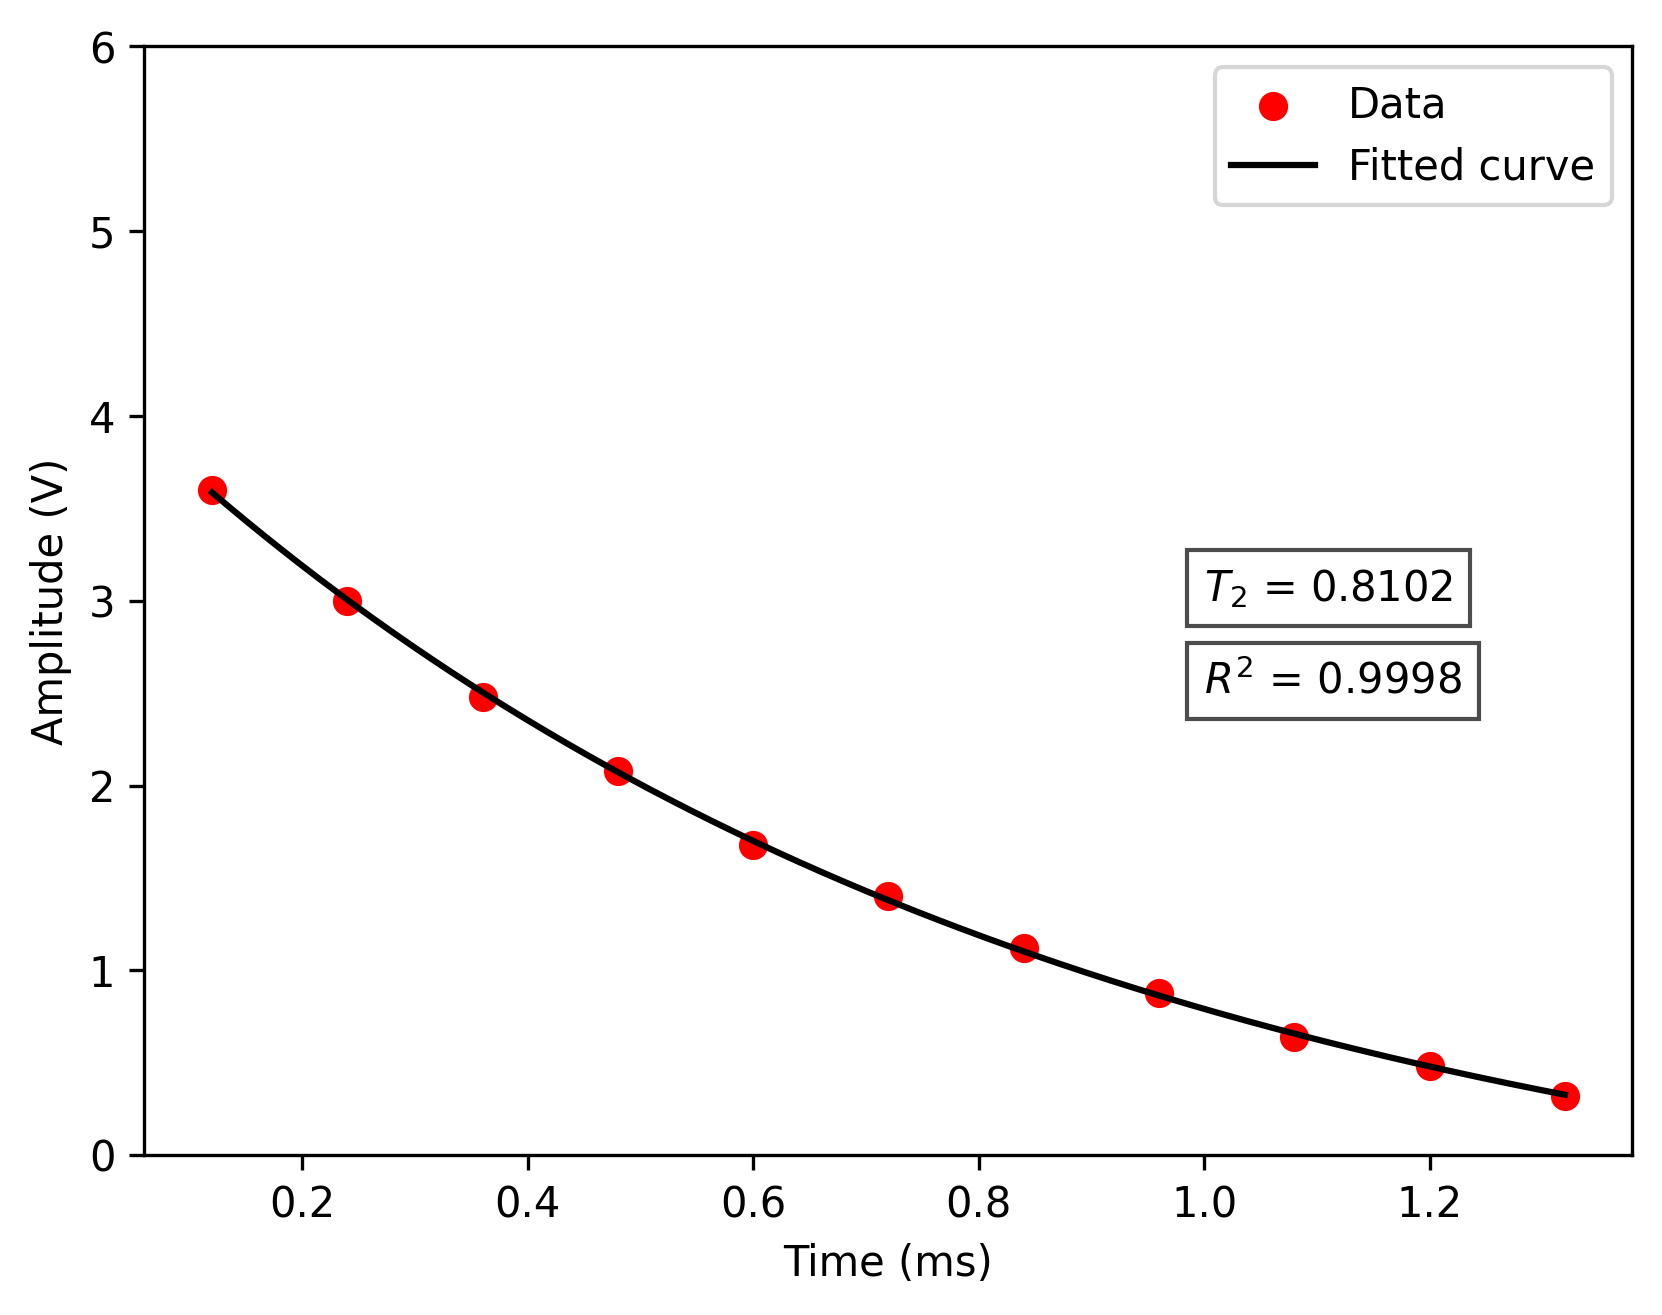 6
5
4
3
2
1
0
Amplitude (V)
Data
Fitted curve
T₂ = 0.8102
R² = 0.9998
0.2 0.4 0.6 0.8 1.0 1.2
Time (ms)